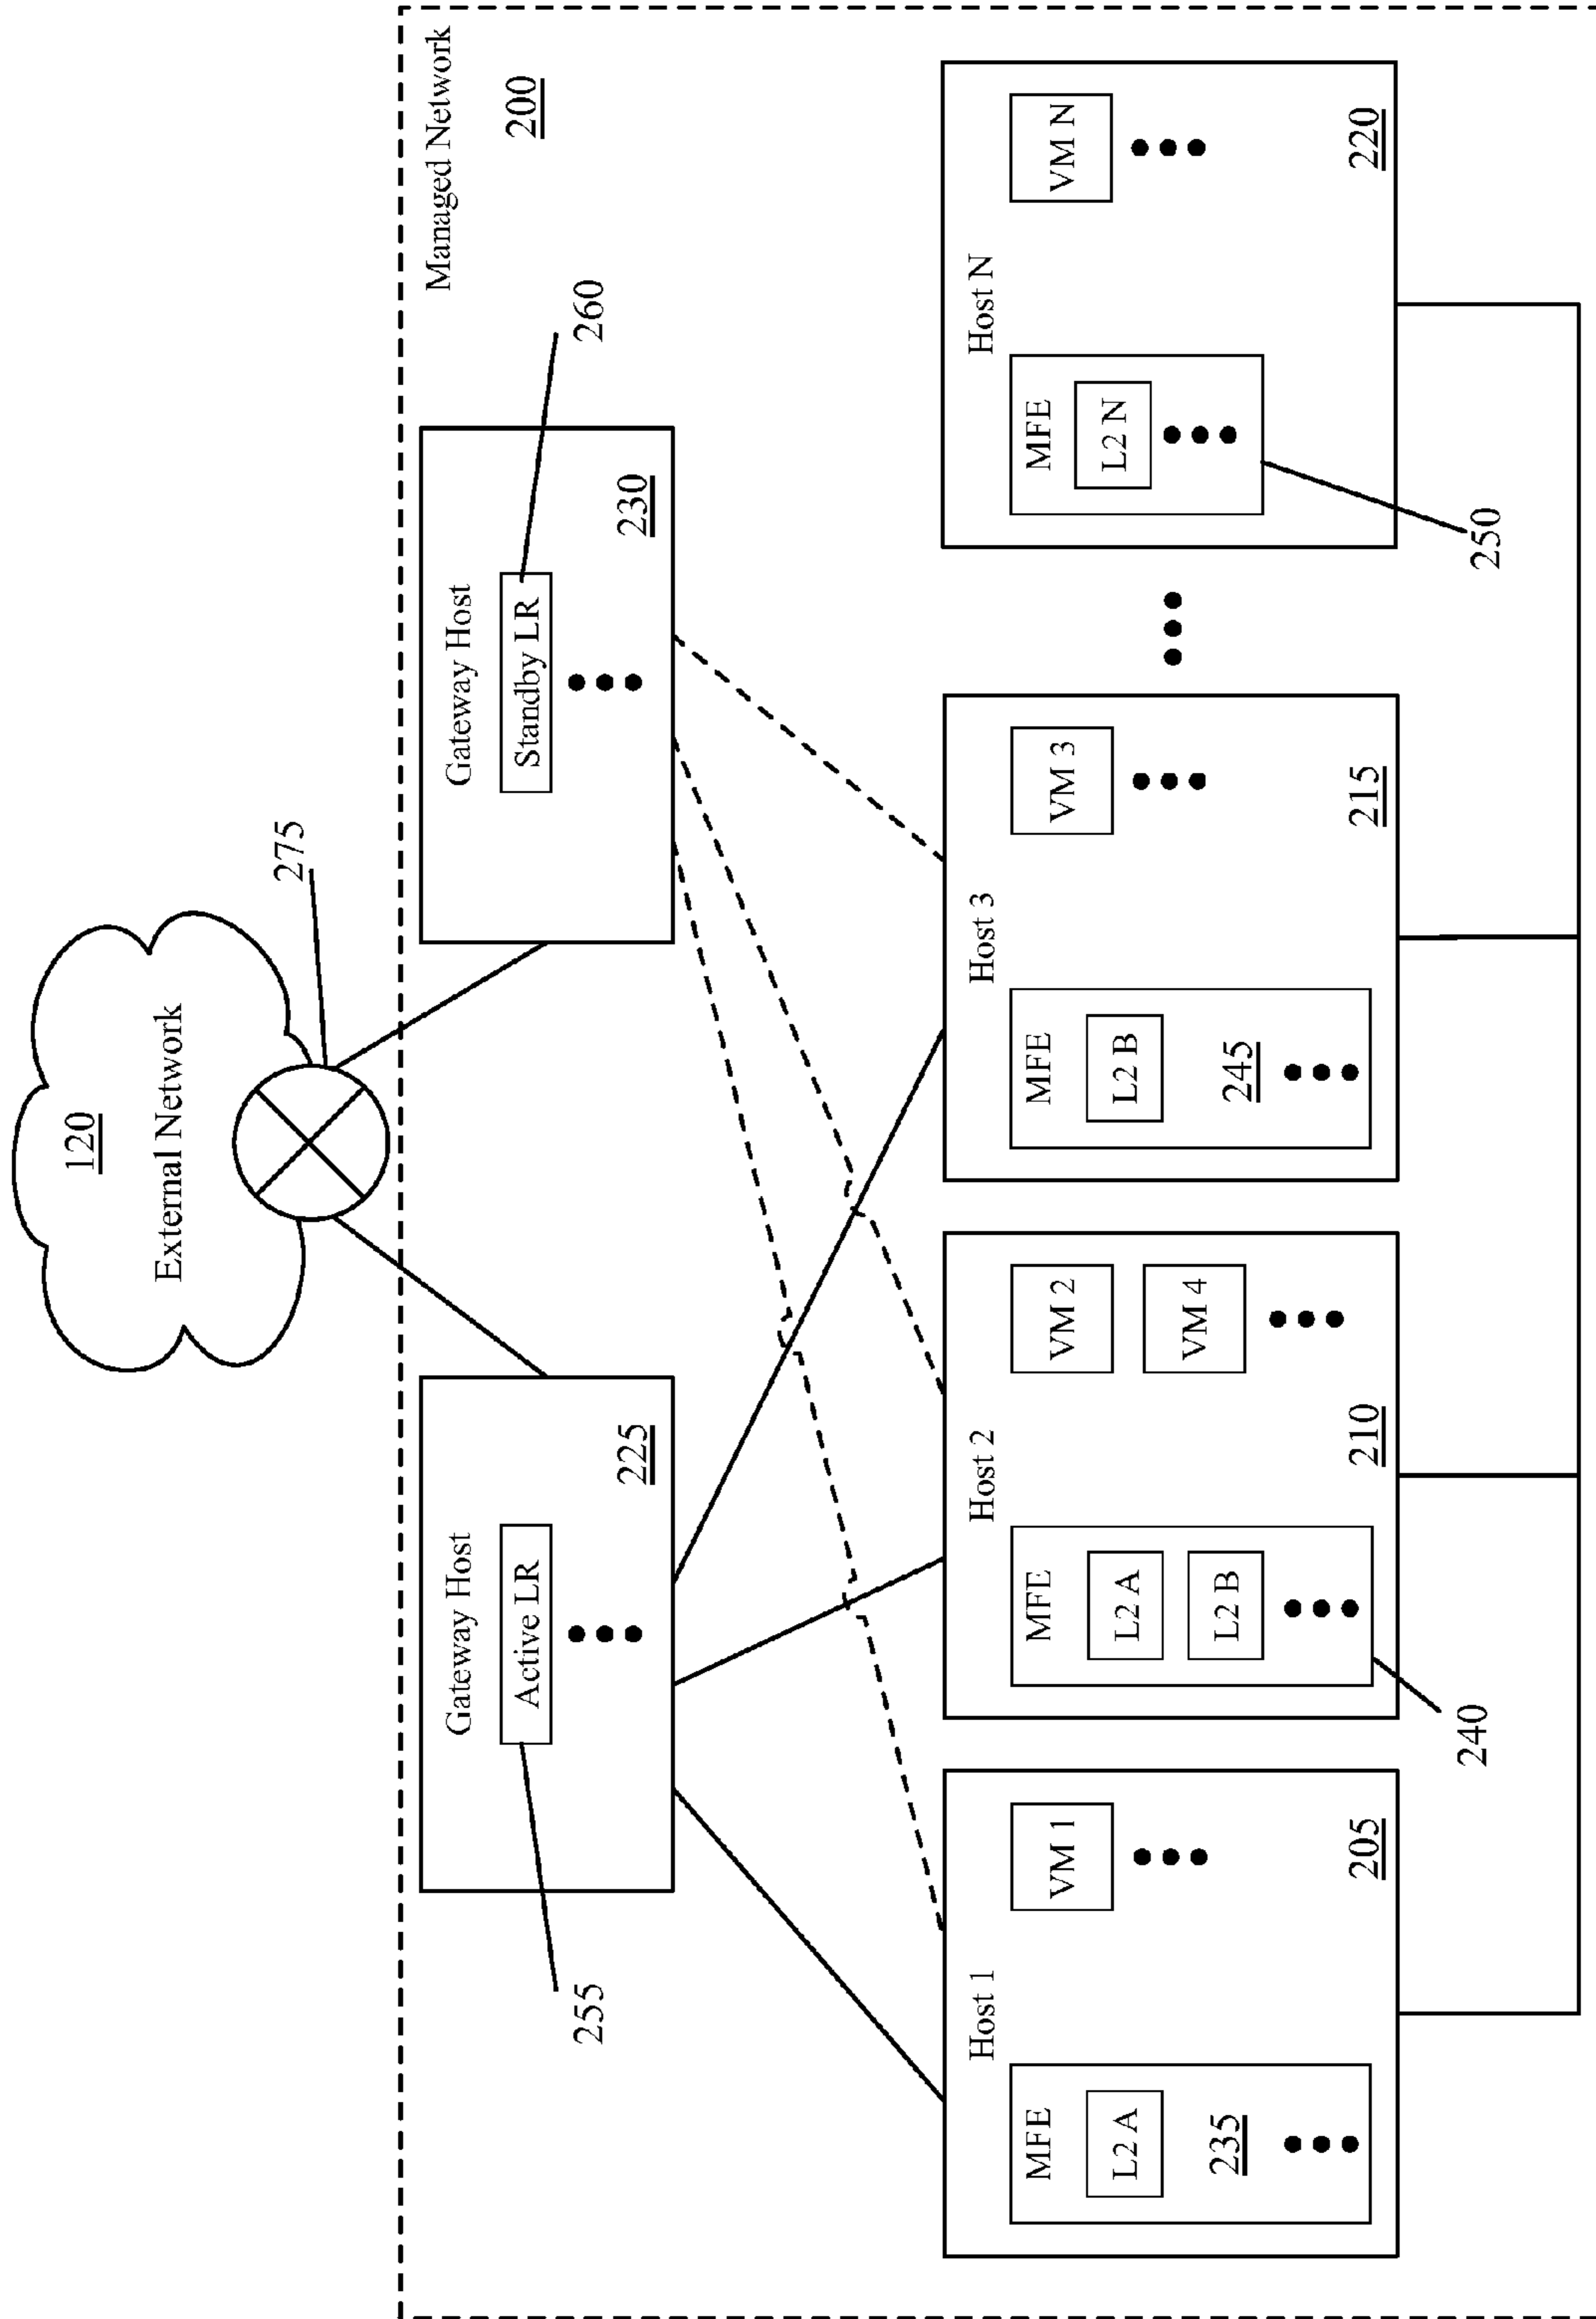 120
External Network
275
Managed Network
200
Gateway Host
Active LR
225
255
Gateway Host
Standby LR
230
260
Host 1
MFE
L2 A
235
VM 1
205
Host 2
MFE
L2 A
L2 B
VM 2
VM 4
210
240
Host 3
MFE
L2 B
245
VM 3
215
Host N
MFE
L2 N
VM N
220
250